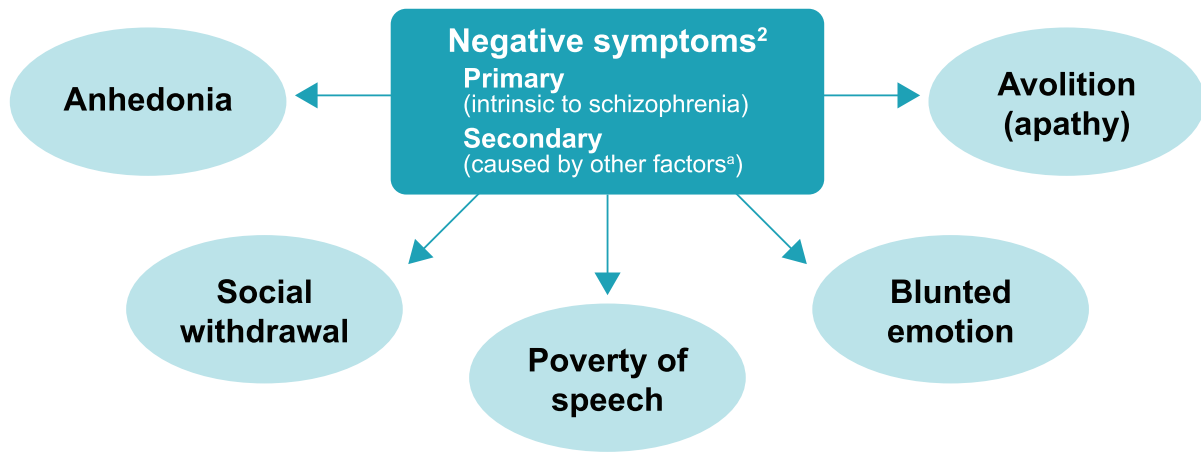 Negative symptoms²
Primary
(intrinsic to schizophrenia)
Secondary
(caused by other factorsᵃ)
Anhedonia
Avolition
(apathy)
Social
withdrawal
Poverty of
speech
Blunted
emotion